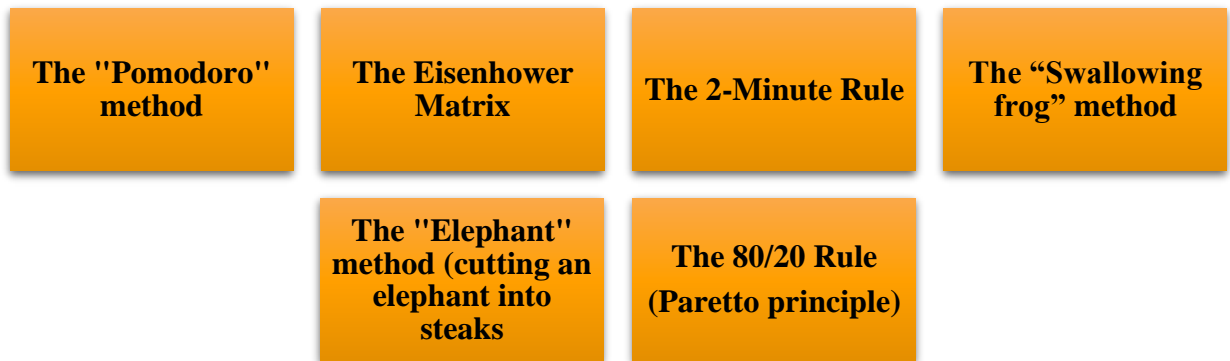 The "Pomodoro"
method
The Eisenhower
Matrix
The 2-Minute Rule
The “Swallowing
frog” method
The "Elephant"
method (cutting an
elephant into
steaks
The 80/20 Rule
(Paretto principle)